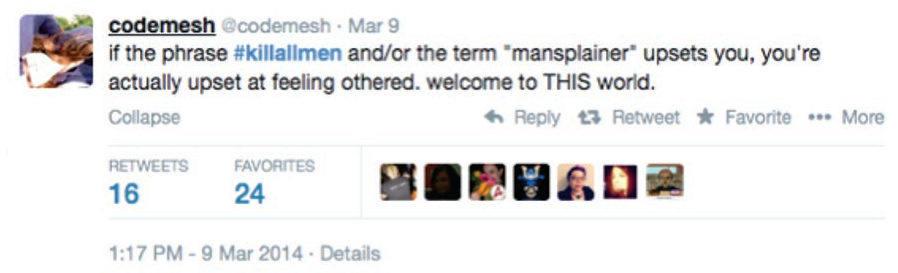 codemesh @codemesh · Mar 9
if the phrase #killallmen and/or the term "mansplainer" upsets you, you're
actually upset at feeling othered. welcome to THIS world.
Collapse Reply Retweet Favorite More
RETWEETS FAVORITES
16 24
1:17 PM - 9 Mar 2014 · Details